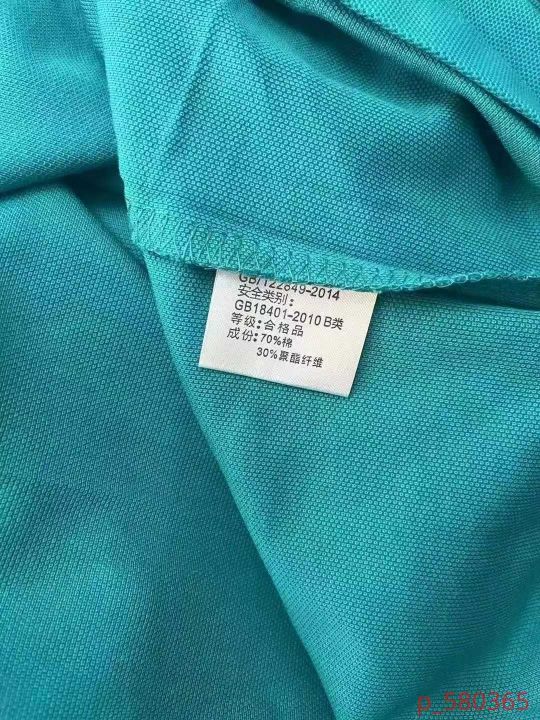 GB/T22849-2014
安全类别:
GB18401-2010 B类
等级:合格品
成份:70%棉
30%聚酯纤维
p_580365